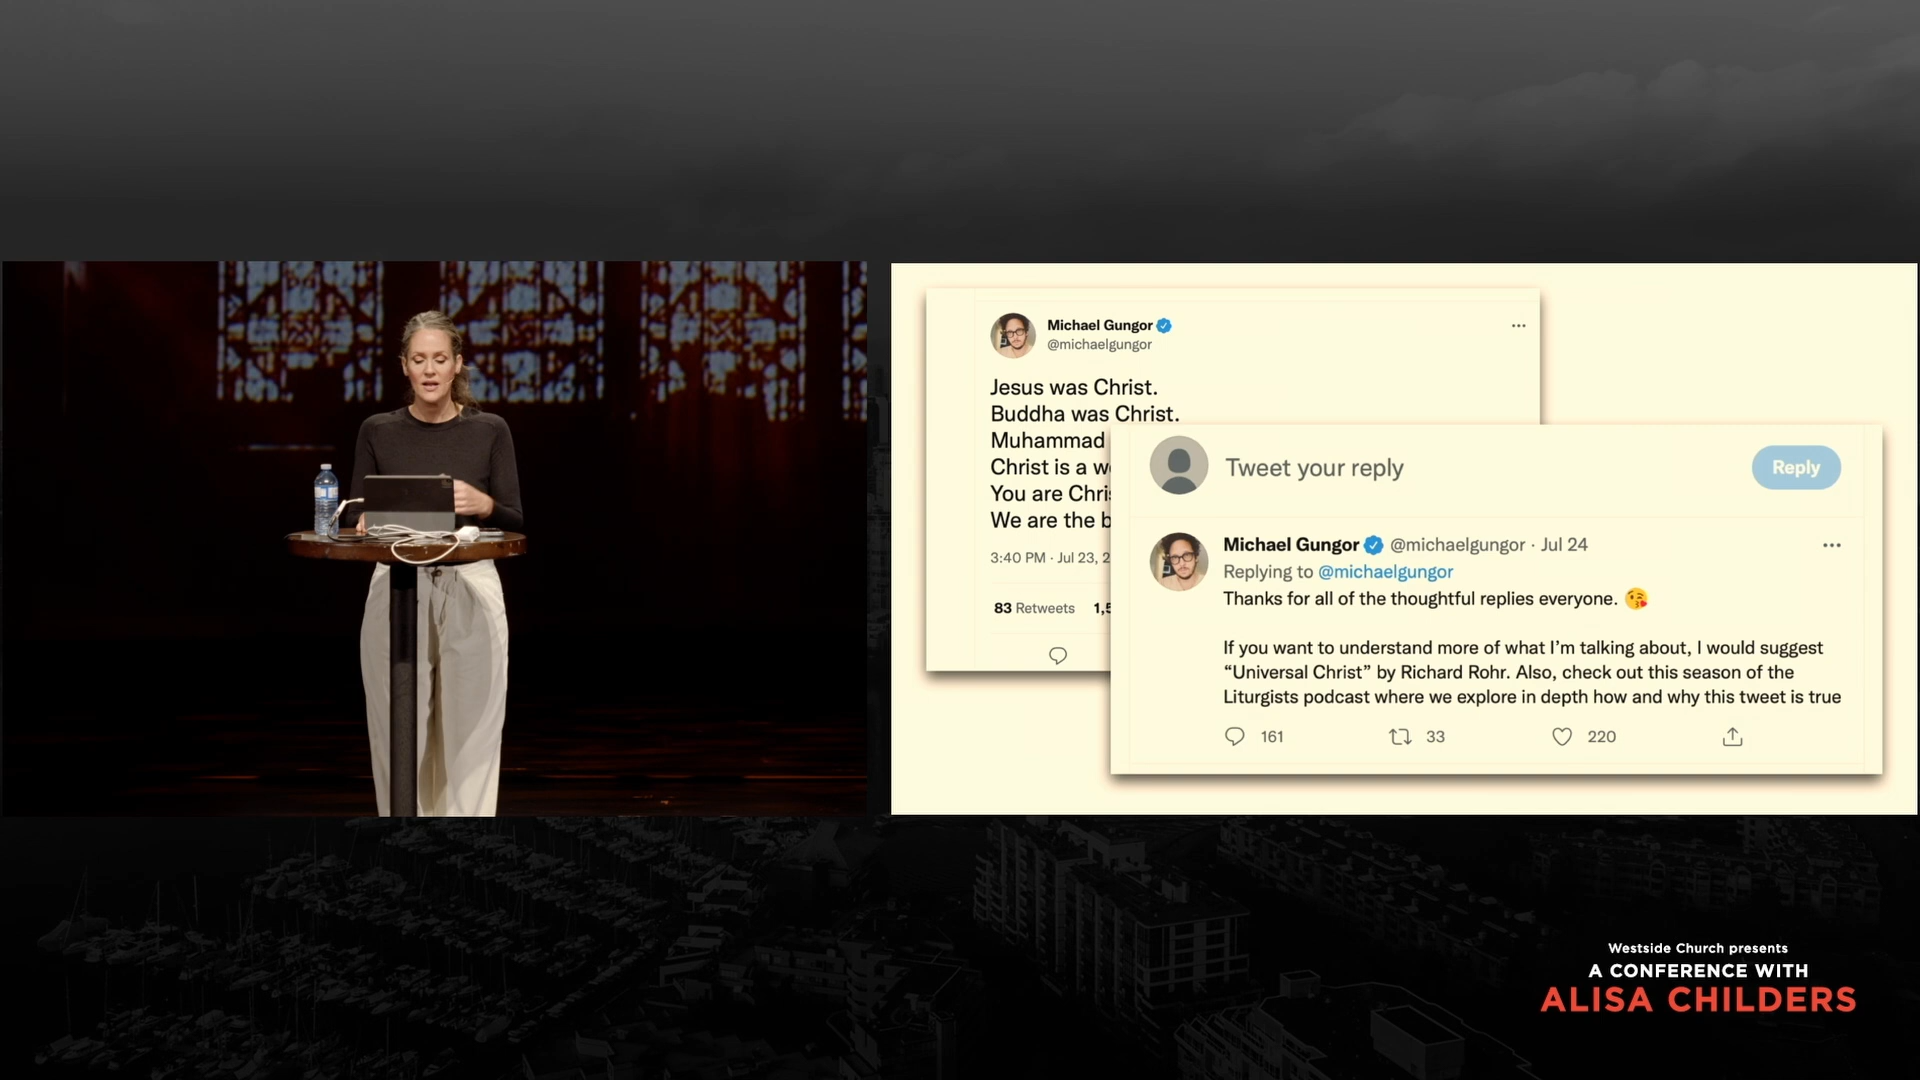 Michael Gungor
@michaelgungor
Jesus was Christ.
Buddha was Christ.
Muhammad
Christ is a
You are
We are the
3:40 PM · Jul 23,
83 Retweets
Tweet your reply
Reply
Michael Gungor @michaelgungor · Jul 24
Replying to @michaelgungor
Thanks for all of the thoughtful replies everyone. 😘
If you want to understand more of what I’m talking about, I would suggest
“Universal Christ” by Richard Rohr. Also, check out this season of the
Liturgists podcast where we explore in depth how and why this tweet is true
161 33 220
Westside Church presents
A CONFERENCE WITH
ALISA CHILDERS